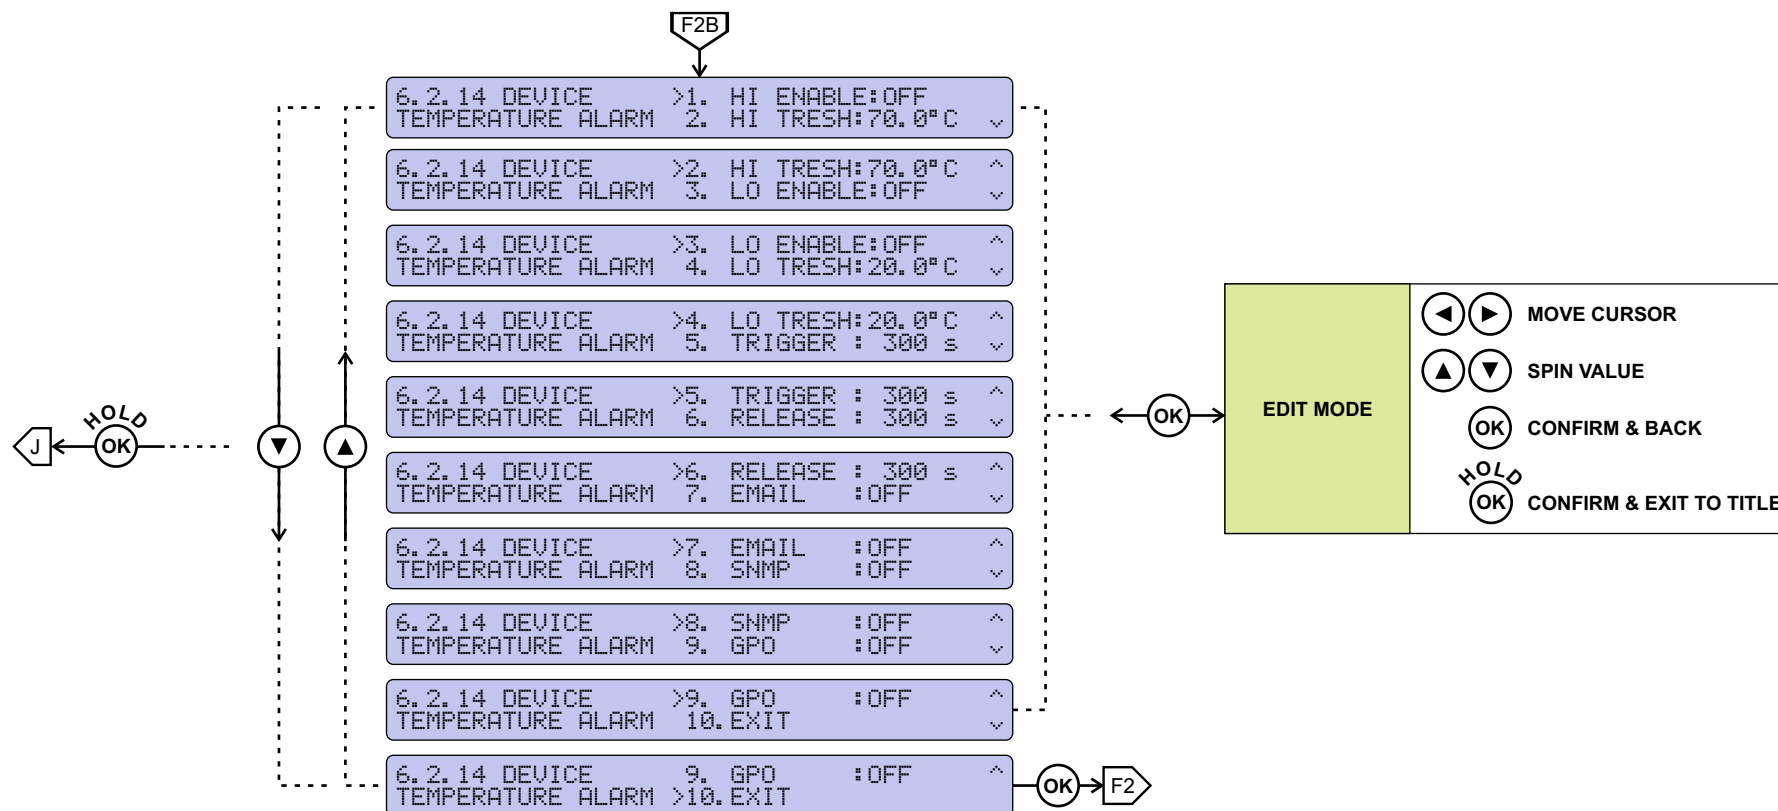 F2B
6.2.14 DEVICE >1. HI ENABLE:OFF
TEMPERATURE ALARM 2. HI TRESH:70.0°C
6.2.14 DEVICE >2. HI TRESH:70.0°C
TEMPERATURE ALARM 3. LO ENABLE:OFF
6.2.14 DEVICE >3. LO ENABLE:OFF
TEMPERATURE ALARM 4. LO TRESH:20.0°C
6.2.14 DEVICE >4. LO TRESH:20.0°C
TEMPERATURE ALARM 5. TRIGGER : 300 s
6.2.14 DEVICE >5. TRIGGER : 300 s
TEMPERATURE ALARM 6. RELEASE : 300 s
6.2.14 DEVICE >6. RELEASE : 300 s
TEMPERATURE ALARM 7. EMAIL :OFF
6.2.14 DEVICE >7. EMAIL :OFF
TEMPERATURE ALARM 8. SNMP :OFF
6.2.14 DEVICE >8. SNMP :OFF
TEMPERATURE ALARM 9. GPO :OFF
6.2.14 DEVICE >9. GPO :OFF
TEMPERATURE ALARM 10.EXIT
6.2.14 DEVICE 9. GPO :OFF
TEMPERATURE ALARM >10.EXIT
HOLD
J OK
OK
EDIT MODE
MOVE CURSOR
SPIN VALUE
OK CONFIRM & BACK
HOLD
OK CONFIRM & EXIT TO TITLE
OK F2